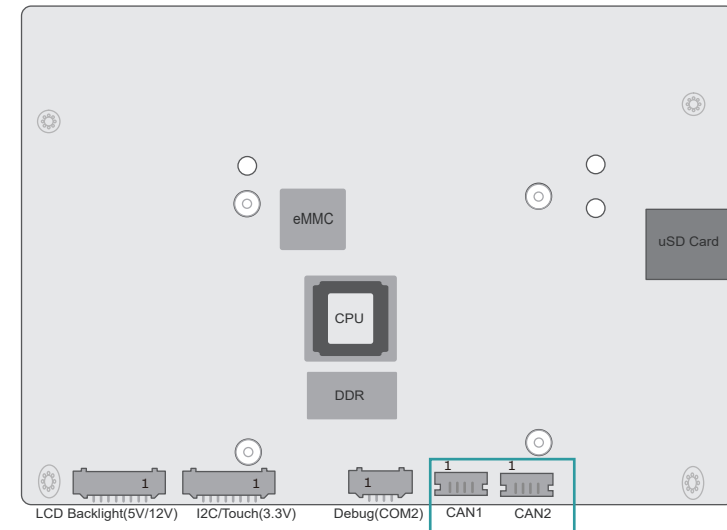 eMMC
uSD Card
CPU
DDR
1 1 1 1 1
LCD Backlight(5V/12V) I2C/Touch(3.3V) Debug(COM2) CAN1 CAN2